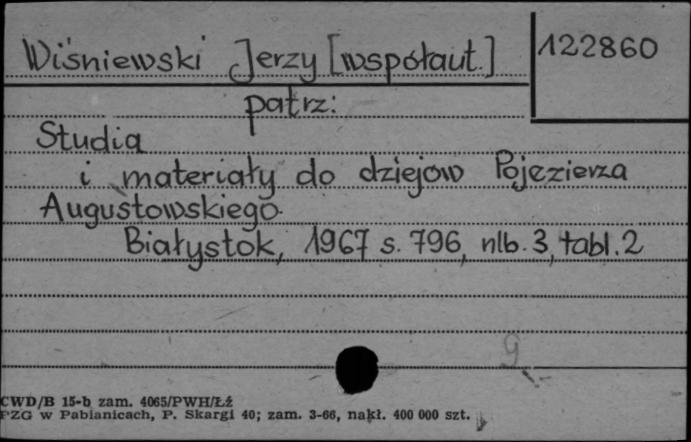 Wiśniewski Jerzy [współaut.] 122860
patrz:
Studia
i materiały do dziejow Pojezierza
Augustowskiego.
Białystok, 1967 s. 796, nlb. 3, tabl. 2
9
CWD/B 15-b zam. 4065/PWH/Łź
PZG w Pabianicach, P. Skargi 40; zam. 3-66, nakł. 400 000 szt.